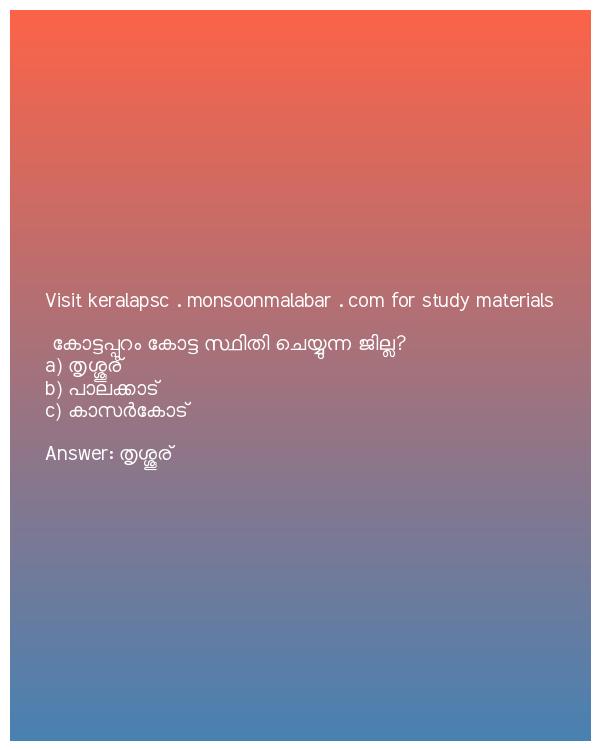 Visit keralapsc . monsoonmalabar . com for study materials
കോട്ടപ്പുറം കോട്ട സ്ഥിതി ചെയ്യുന്ന ജില്ല?
a) തൃശ്ശൂര്
b) പാലക്കാട്
c) കാസർകോട്
Answer: തൃശ്ശൂര്